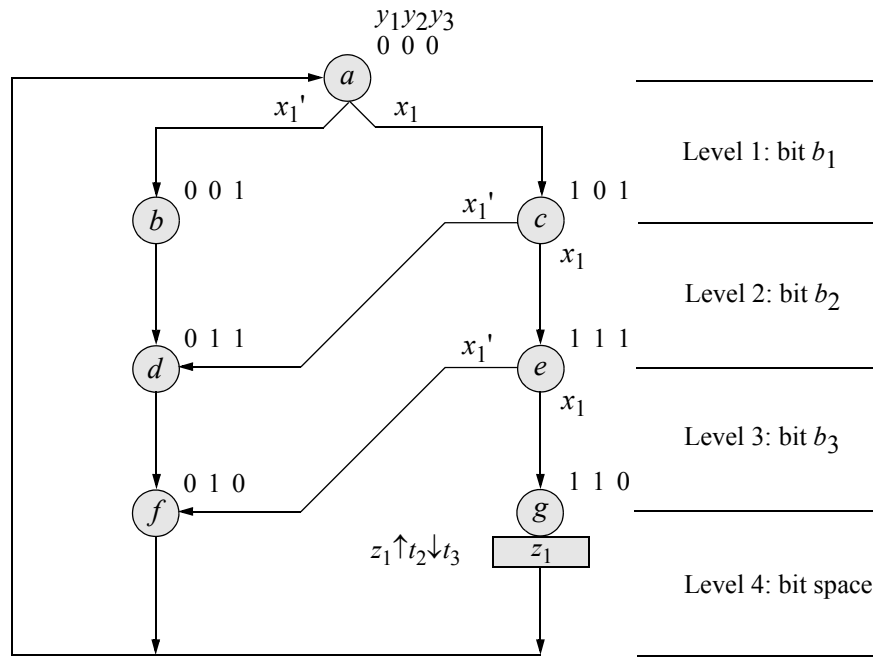 y₁y₂y₃
0 0 0
a
x₁' x₁
Level 1: bit b₁
0 0 1
b
x₁'
1 0 1
c
x₁
Level 2: bit b₂
0 1 1
d
x₁'
1 1 1
e
x₁
Level 3: bit b₃
0 1 0
f
1 1 0
g
z₁↑t₂↓t₃
z₁
Level 4: bit space